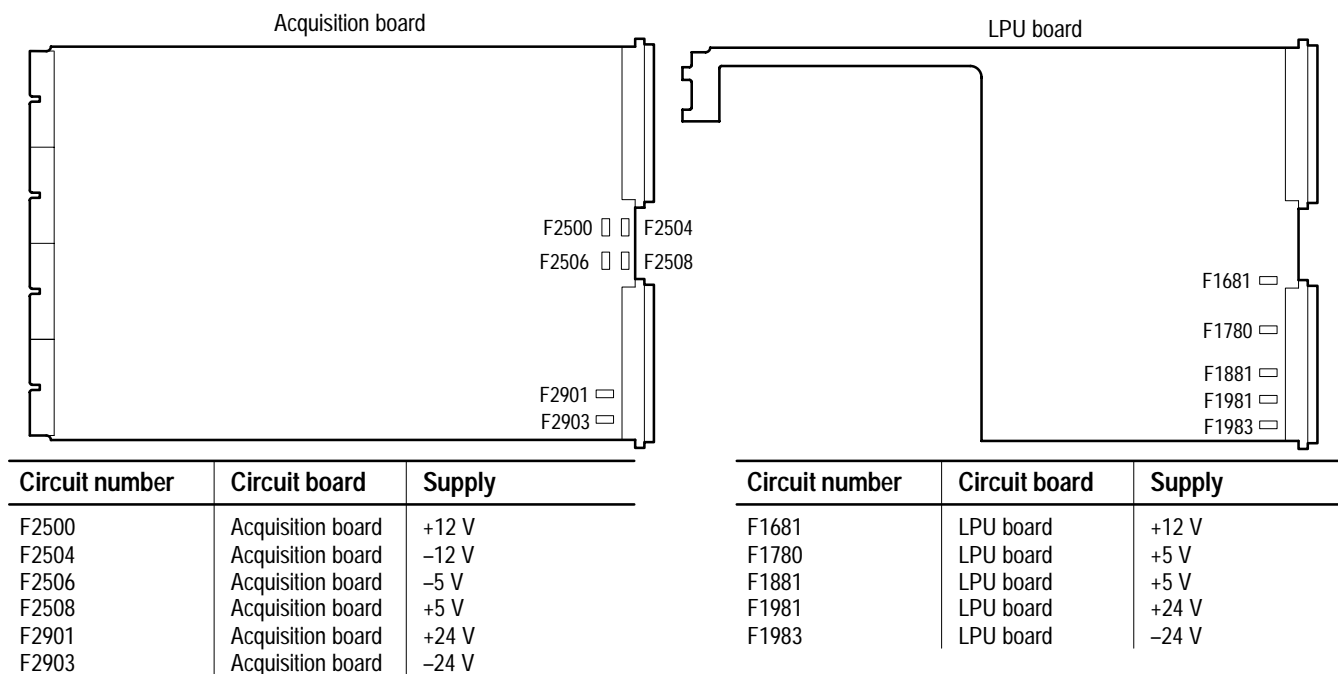 Acquisition board
F2500 F2504
F2506 F2508
F2901
F2903
LPU board
F1681
F1780
F1881
F1981
F1983
Circuit number Circuit board Supply
F2500 Acquisition board +12 V
F2504 Acquisition board –12 V
F2506 Acquisition board –5 V
F2508 Acquisition board +5 V
F2901 Acquisition board +24 V
F2903 Acquisition board –24 V
Circuit number Circuit board Supply
F1681 LPU board +12 V
F1780 LPU board +5 V
F1881 LPU board +5 V
F1981 LPU board +24 V
F1983 LPU board –24 V